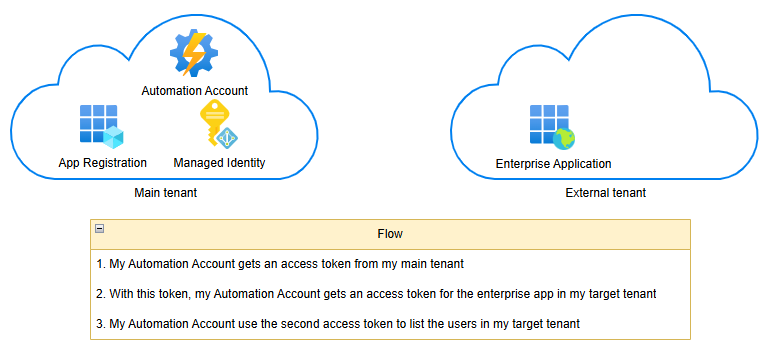 Automation Account
App Registration
Managed Identity
Enterprise Application
Main tenant
External tenant
Flow
1. My Automation Account gets an access token from my main tenant
2. With this token, my Automation Account gets an access token for the enterprise app in my target tenant
3. My Automation Account use the second access token to list the users in my target tenant